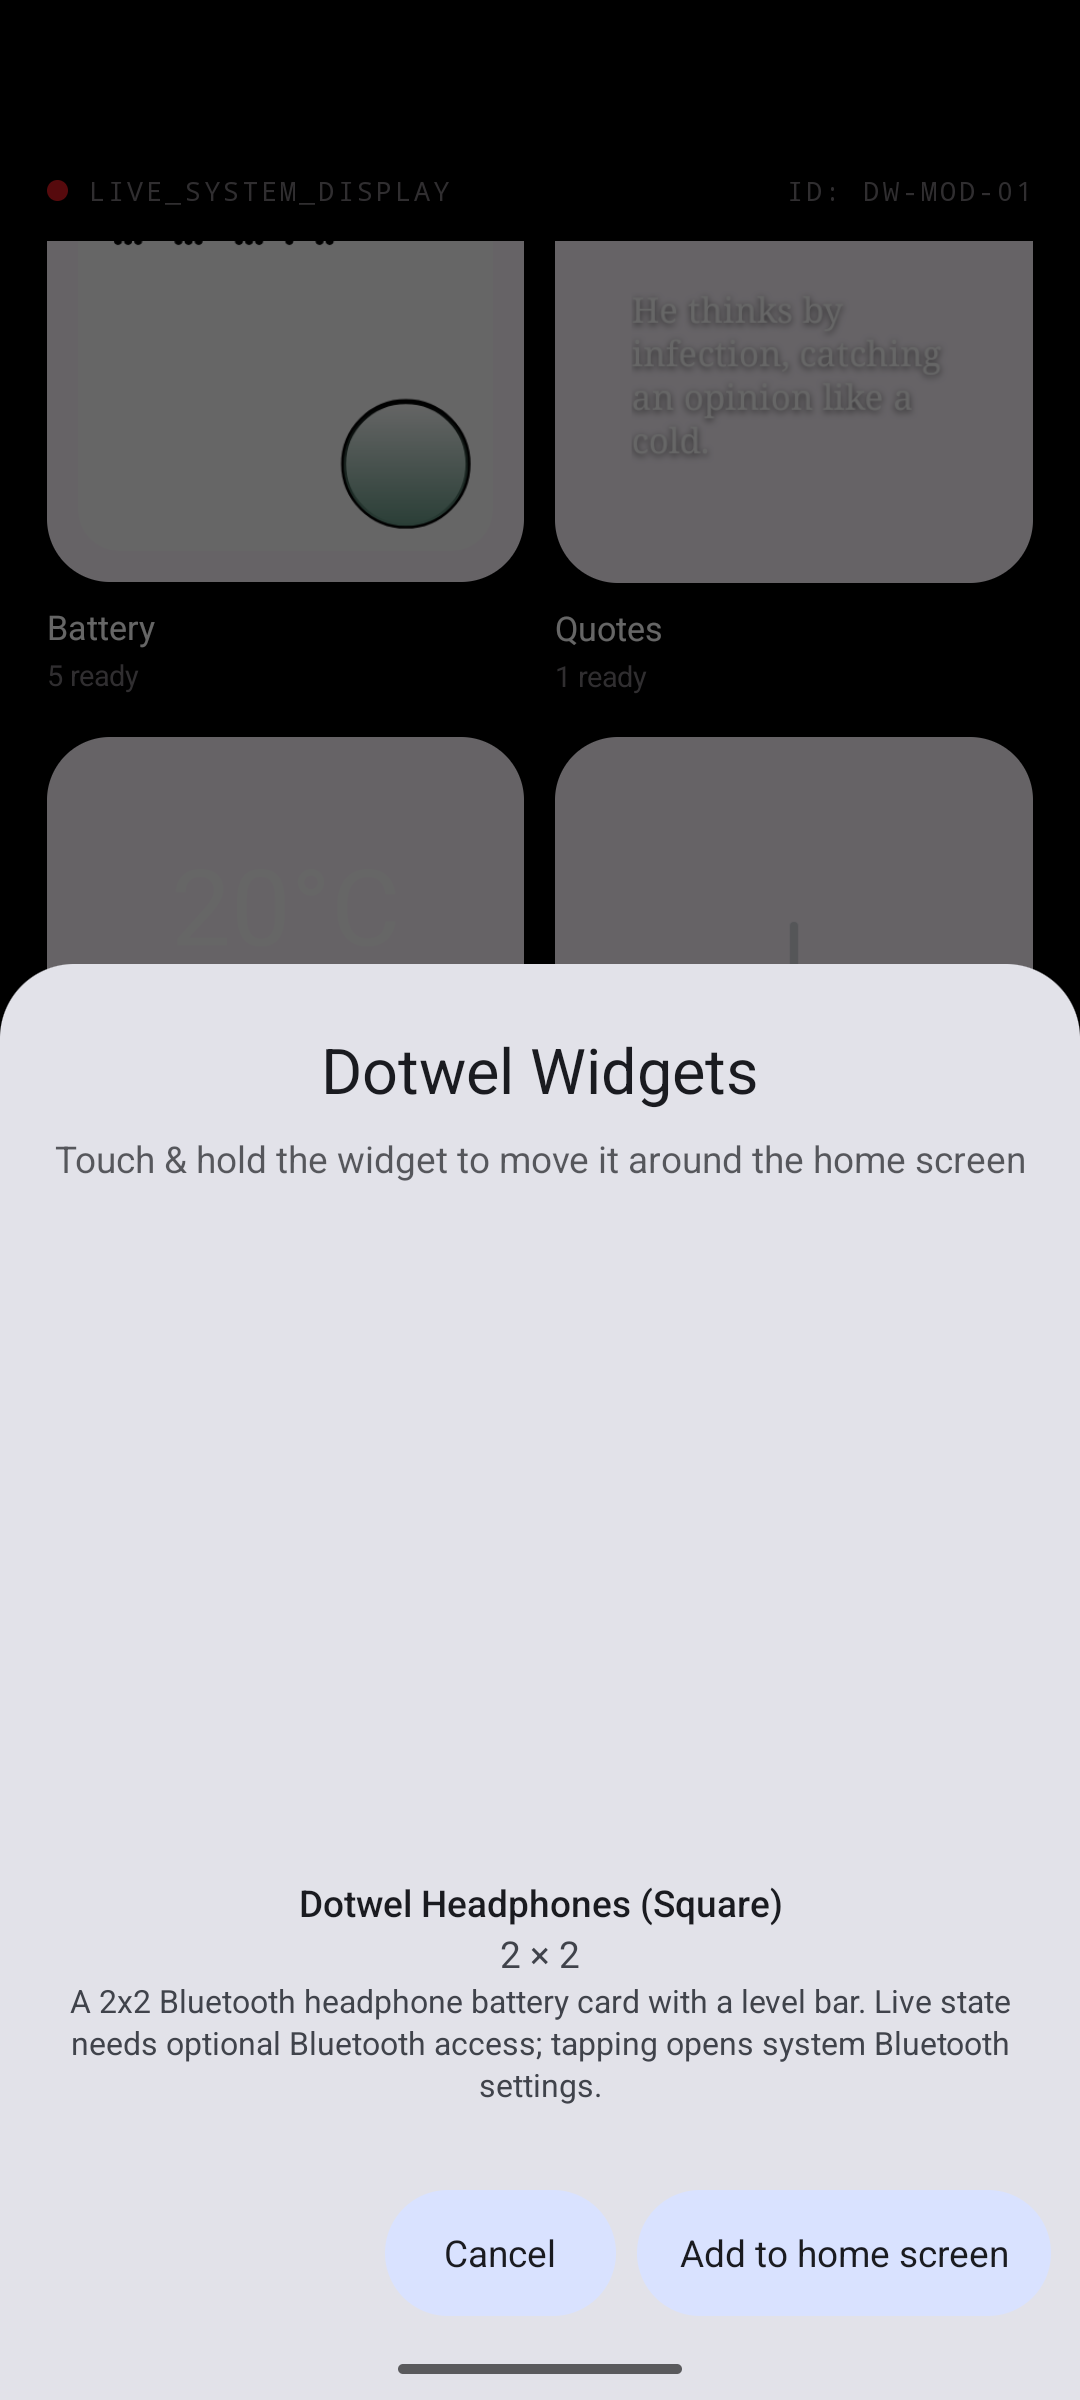 LIVE_SYSTEM_DISPLAY
ID: DW-MOD-01
He thinks by
infection, catching
an opinion like a
cold.
Battery
5 ready
Quotes
1 ready
20°C
Dotwel Widgets
Touch & hold the widget to move it around the home screen
Dotwel Headphones (Square)
2 × 2
A 2x2 Bluetooth headphone battery card with a level bar. Live state
needs optional Bluetooth access; tapping opens system Bluetooth
settings.
Cancel
Add to home screen